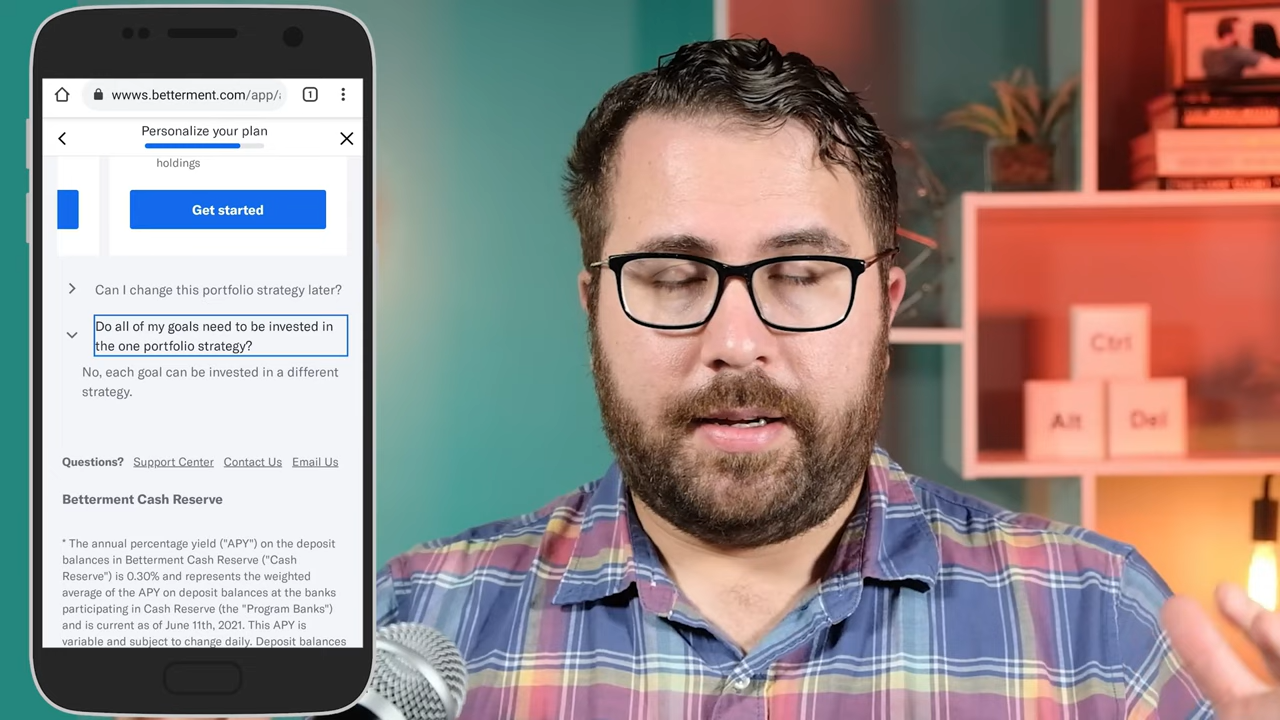 wwws.betterment.com/app/
1
Personalize your plan
holdings
Get started
Can I change this portfolio strategy later?
Do all of my goals need to be invested in
the one portfolio strategy?
No, each goal can be invested in a different
strategy.
Questions? Support Center Contact Us Email Us
Betterment Cash Reserve
* The annual percentage yield ("APY") on the deposit
balances in Betterment Cash Reserve ("Cash
Reserve") is 0.30% and represents the weighted
average of the APY on deposit balances at the banks
participating in Cash Reserve (the "Program Banks")
and is current as of June 11th, 2021. This APY is
variable and subject to change daily. Deposit balances
Ctrl
Alt
Del